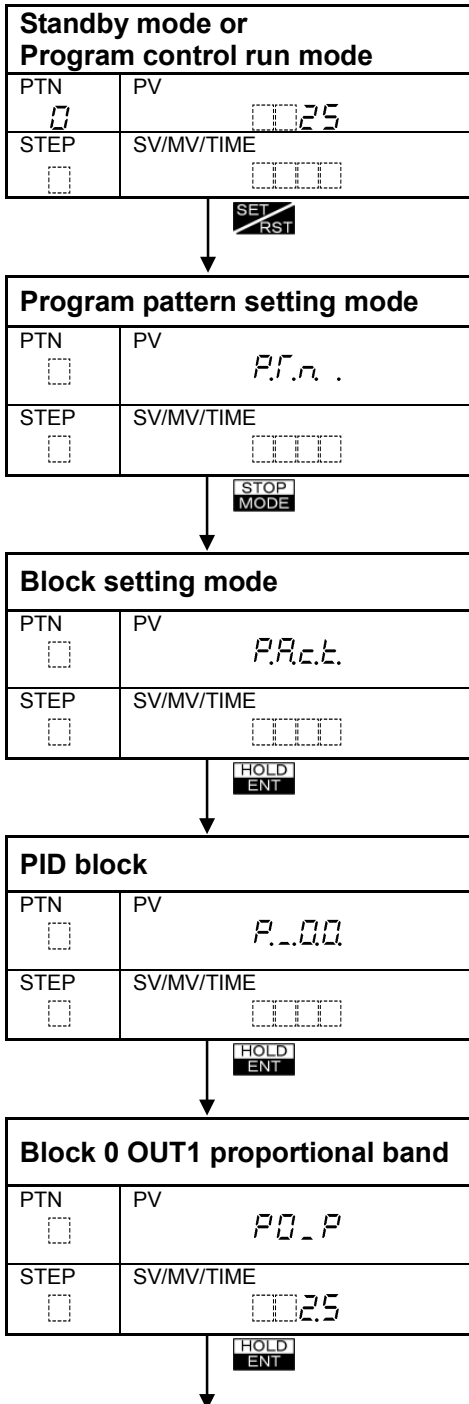 Standby mode or
Program control run mode
PTN PV
0 25
STEP SV/MV/TIME
SET/RST
Program pattern setting mode
PTN PV
P.Γ.n. .
STEP SV/MV/TIME
STOP
MODE
Block setting mode
PTN PV
P.A.c.t.
STEP SV/MV/TIME
HOLD
ENT
PID block
PTN PV
P._.0.0.
STEP SV/MV/TIME
HOLD
ENT
Block 0 OUT1 proportional band
PTN PV
P0_P
STEP SV/MV/TIME
2.5
HOLD
ENT